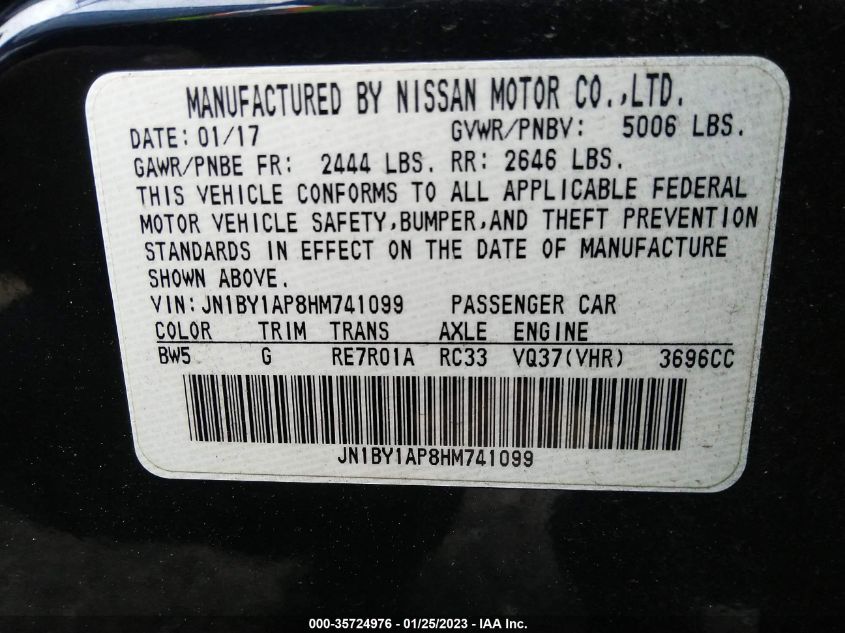 MANUFACTURED BY NISSAN MOTOR CO.,LTD.
DATE: 01/17 GVWR/PNBV: 5006 LBS.
GAWR/PNBE FR: 2444 LBS. RR: 2646 LBS.
THIS VEHICLE CONFORMS TO ALL APPLICABLE FEDERAL
MOTOR VEHICLE SAFETY,BUMPER,AND THEFT PREVENTION
STANDARDS IN EFFECT ON THE DATE OF MANUFACTURE
SHOWN ABOVE.
VIN:JN1BY1AP8HM741099 PASSENGER CAR
COLOR TRIM TRANS AXLE ENGINE
BW5 G RE7R01A RC33 VQ37(VHR) 3696CC
JN1BY1AP8HM741099
000-35724976 - 01/25/2023 - IAA Inc.